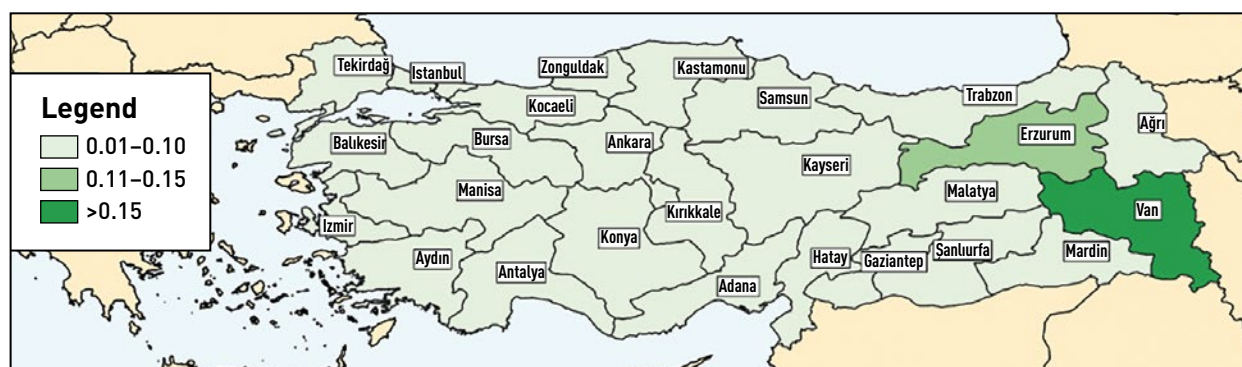 Legend
0.01–0.10
0.11–0.15
>0.15
Tekirdağ
Istanbul
Zonguldak
Kastamonu
Kocaeli
Samsun
Trabzon
Erzurum
Ağrı
Balıkesir
Bursa
Ankara
Kayseri
Manisa
Malatya
Kırıkkale
Van
Izmir
Konya
Aydın
Antalya
Adana
Hatay
Gaziantep
Şanlıurfa
Mardin